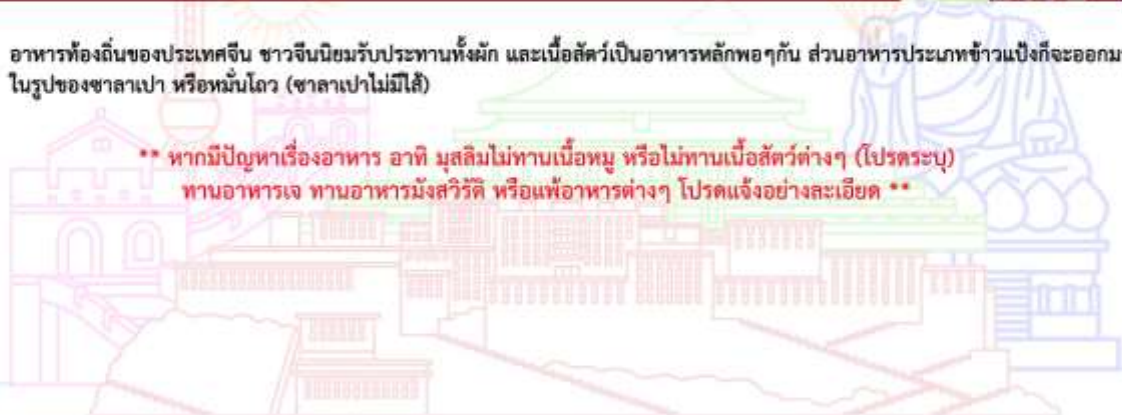 อาหารท้องถิ่นของประเทศจีน ชาวจีนนิยมรับประทานทั้งผัก และเนื้อสัตว์เป็นอาหารหลักพอๆกัน ส่วนอาหารประเภทข้าวแป้งก็จะออกม
ในรูปของซาลาเปา หรือหมั่นโถว (ซาลาเปาไม่มีไส้)
** หากมีปัญหาเรื่องอาหาร อาทิ มุสลิมไม่ทานเนื้อหมู หรือไม่ทานเนื้อสัตว์ต่างๆ (โปรดระบุ)
ทานอาหารเจ ทานอาหารมังสวิรัติ หรือแพ้อาหารต่างๆ โปรดแจ้งอย่างละเอียด **